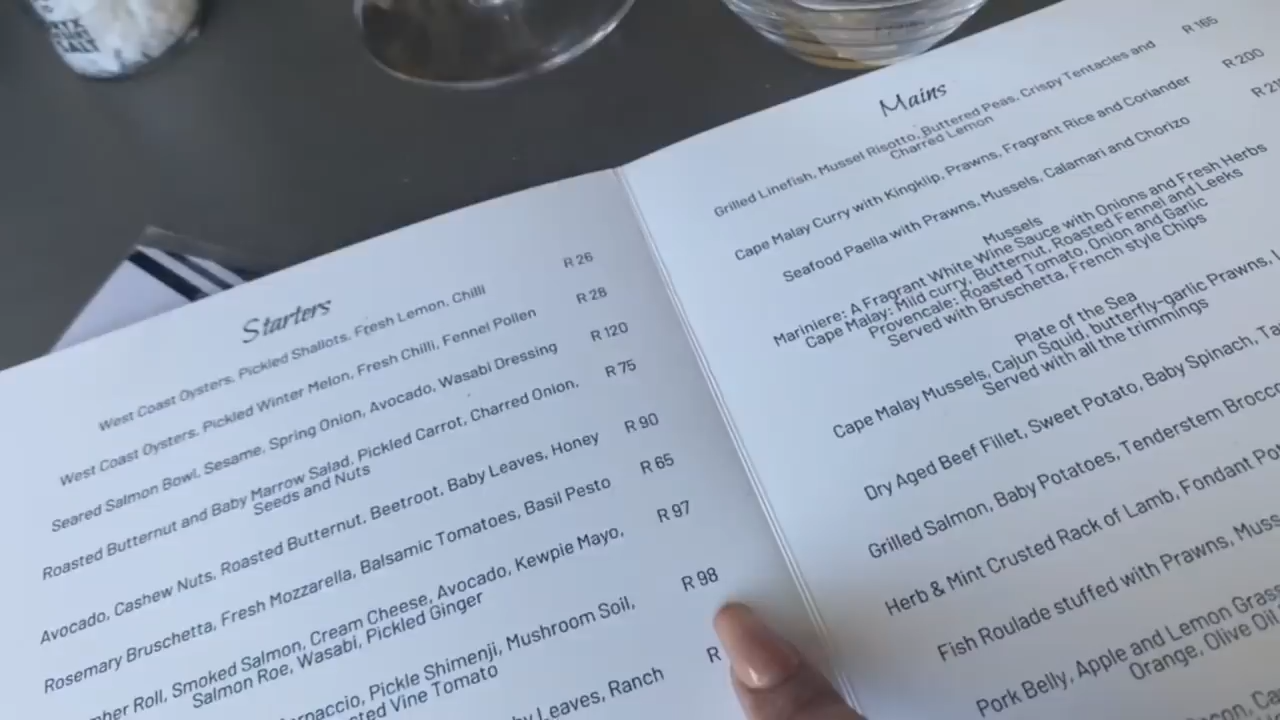 SALT
Starters
West Coast Oysters, Pickled Shallots, Fresh Lemon, Chilli R 26
West Coast Oysters, Pickled Winter Melon, Fresh Chilli, Fennel Pollen R 28
Seared Salmon Bowl, Sesame, Spring Onion, Avocado, Wasabi Dressing R 120
Roasted Butternut and Baby Marrow Salad, Pickled Carrot, Charred Onion, R 75
Seeds and Nuts
Avocado, Cashew Nuts, Roasted Butternut, Beetroot, Baby Leaves, Honey R 90
Rosemary Bruschetta, Fresh Mozzarella, Balsamic Tomatoes, Basil Pesto R 65
Roll, Smoked Salmon, Cream Cheese, Avocado, Kewpie Mayo, R 97
Salmon Roe, Wasabi, Pickled Ginger
Pickle Shimenji, Mushroom Soil, R 98
Vine Tomato
Leaves, Ranch R
Mains
Grilled Linefish, Mussel Risotto, Buttered Peas, Crispy Tentacles and R 165
Charred Lemon
Cape Malay Curry with Kingklip, Prawns, Fragrant Rice and Coriander R 200
Seafood Paella with Prawns, Mussels, Calamari and Chorizo
Mussels
Mariniere: A Fragrant White Wine Sauce with Onions and Fresh Herbs
Cape Malay: Mild curry, Butternut, Roasted Fennel and Leeks
Provencale: Roasted Tomato, Onion and Garlic
Served with Bruschetta, French style Chips
Plate of the Sea
Cape Malay Mussels, Cajun Squid, butterfly-garlic Prawns,
Served with all the trimmings
Dry Aged Beef Fillet, Sweet Potato, Baby Spinach,
Grilled Salmon, Baby Potatoes, Tenderstem
Herb & Mint Crusted Rack of Lamb, Fondant
Fish Roulade stuffed with Prawns,
Pork Belly, Apple and Lemon
Orange, Olive Oil